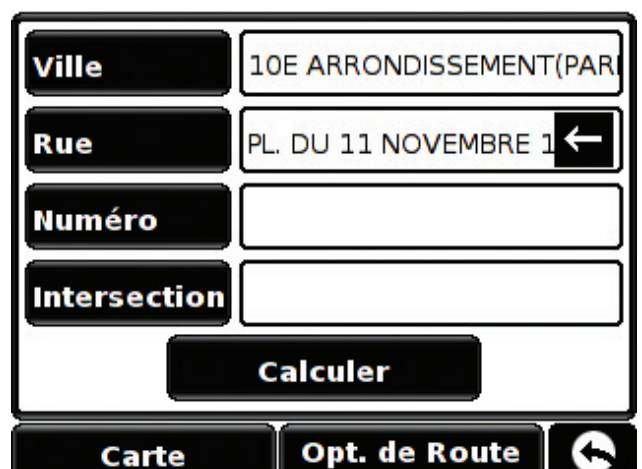 Ville 10E ARRONDISSEMENT(PARI
Rue PL. DU 11 NOVEMBRE 1
Numéro
Intersection
Calculer
Carte Opt. de Route